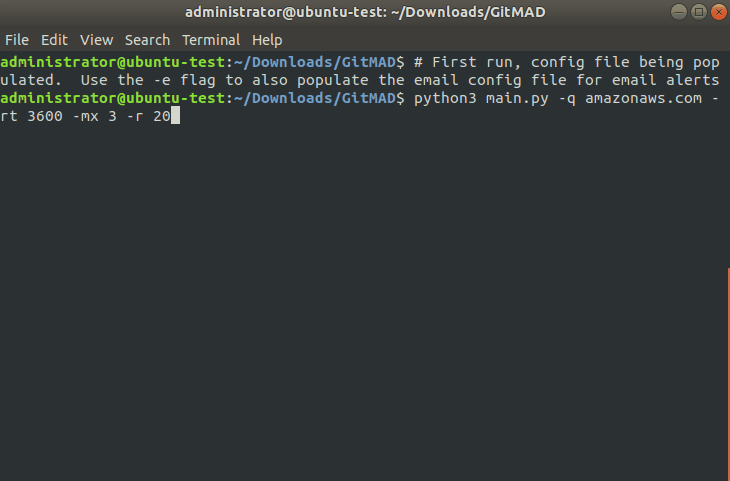 administrator@ubuntu-test: ~/Downloads/GitMAD
File Edit View Search Terminal Help
administrator@ubuntu-test:~/Downloads/GitMAD$ # First run, config file being pop
ulated.  Use the -e flag to also populate the email config file for email alerts
administrator@ubuntu-test:~/Downloads/GitMAD$ python3 main.py -q amazonaws.com -
rt 3600 -mx 3 -r 20